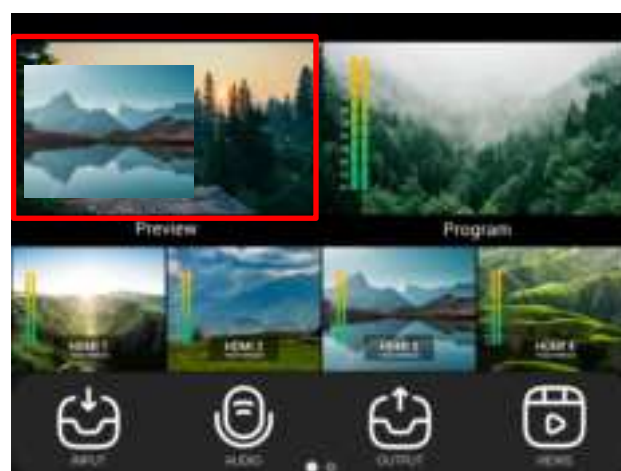 Preview
Program
HDMI 1
HDMI 2
HDMI 3
HDMI 4
INPUT
AUDIO
OUTPUT